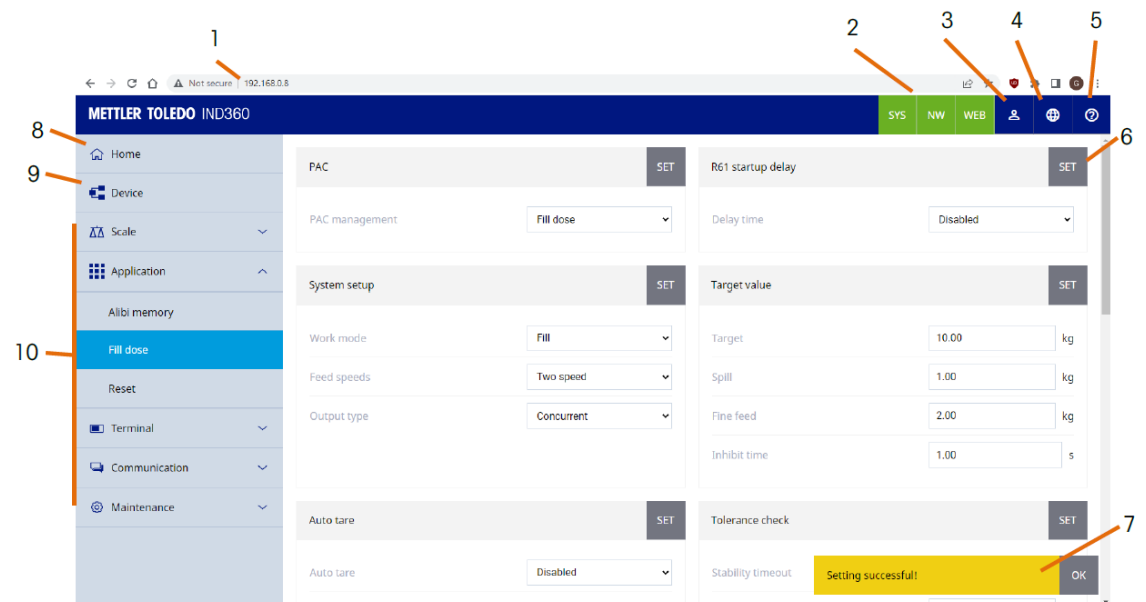 1
2
3
4
5
Not secure 192.168.0.8
G
METTLER TOLEDO IND360
SYS
NW
WEB
8
Home
6
PAC
SET
R61 startup delay
SET
9
Device
PAC management
Fill dose
Delay time
Disabled
Scale
Application
System setup
SET
Target value
SET
Alibi memory
Work mode
Fill
Target
10.00
kg
10
Fill dose
Feed speeds
Two speed
Spill
1.00
kg
Reset
Output type
Concurrent
Fine feed
2.00
kg
Terminal
Inhibit time
1.00
s
Communication
Maintenance
Auto tare
SET
Tolerance check
SET
7
Auto tare
Disabled
Stability timeout
Setting successful!
OK